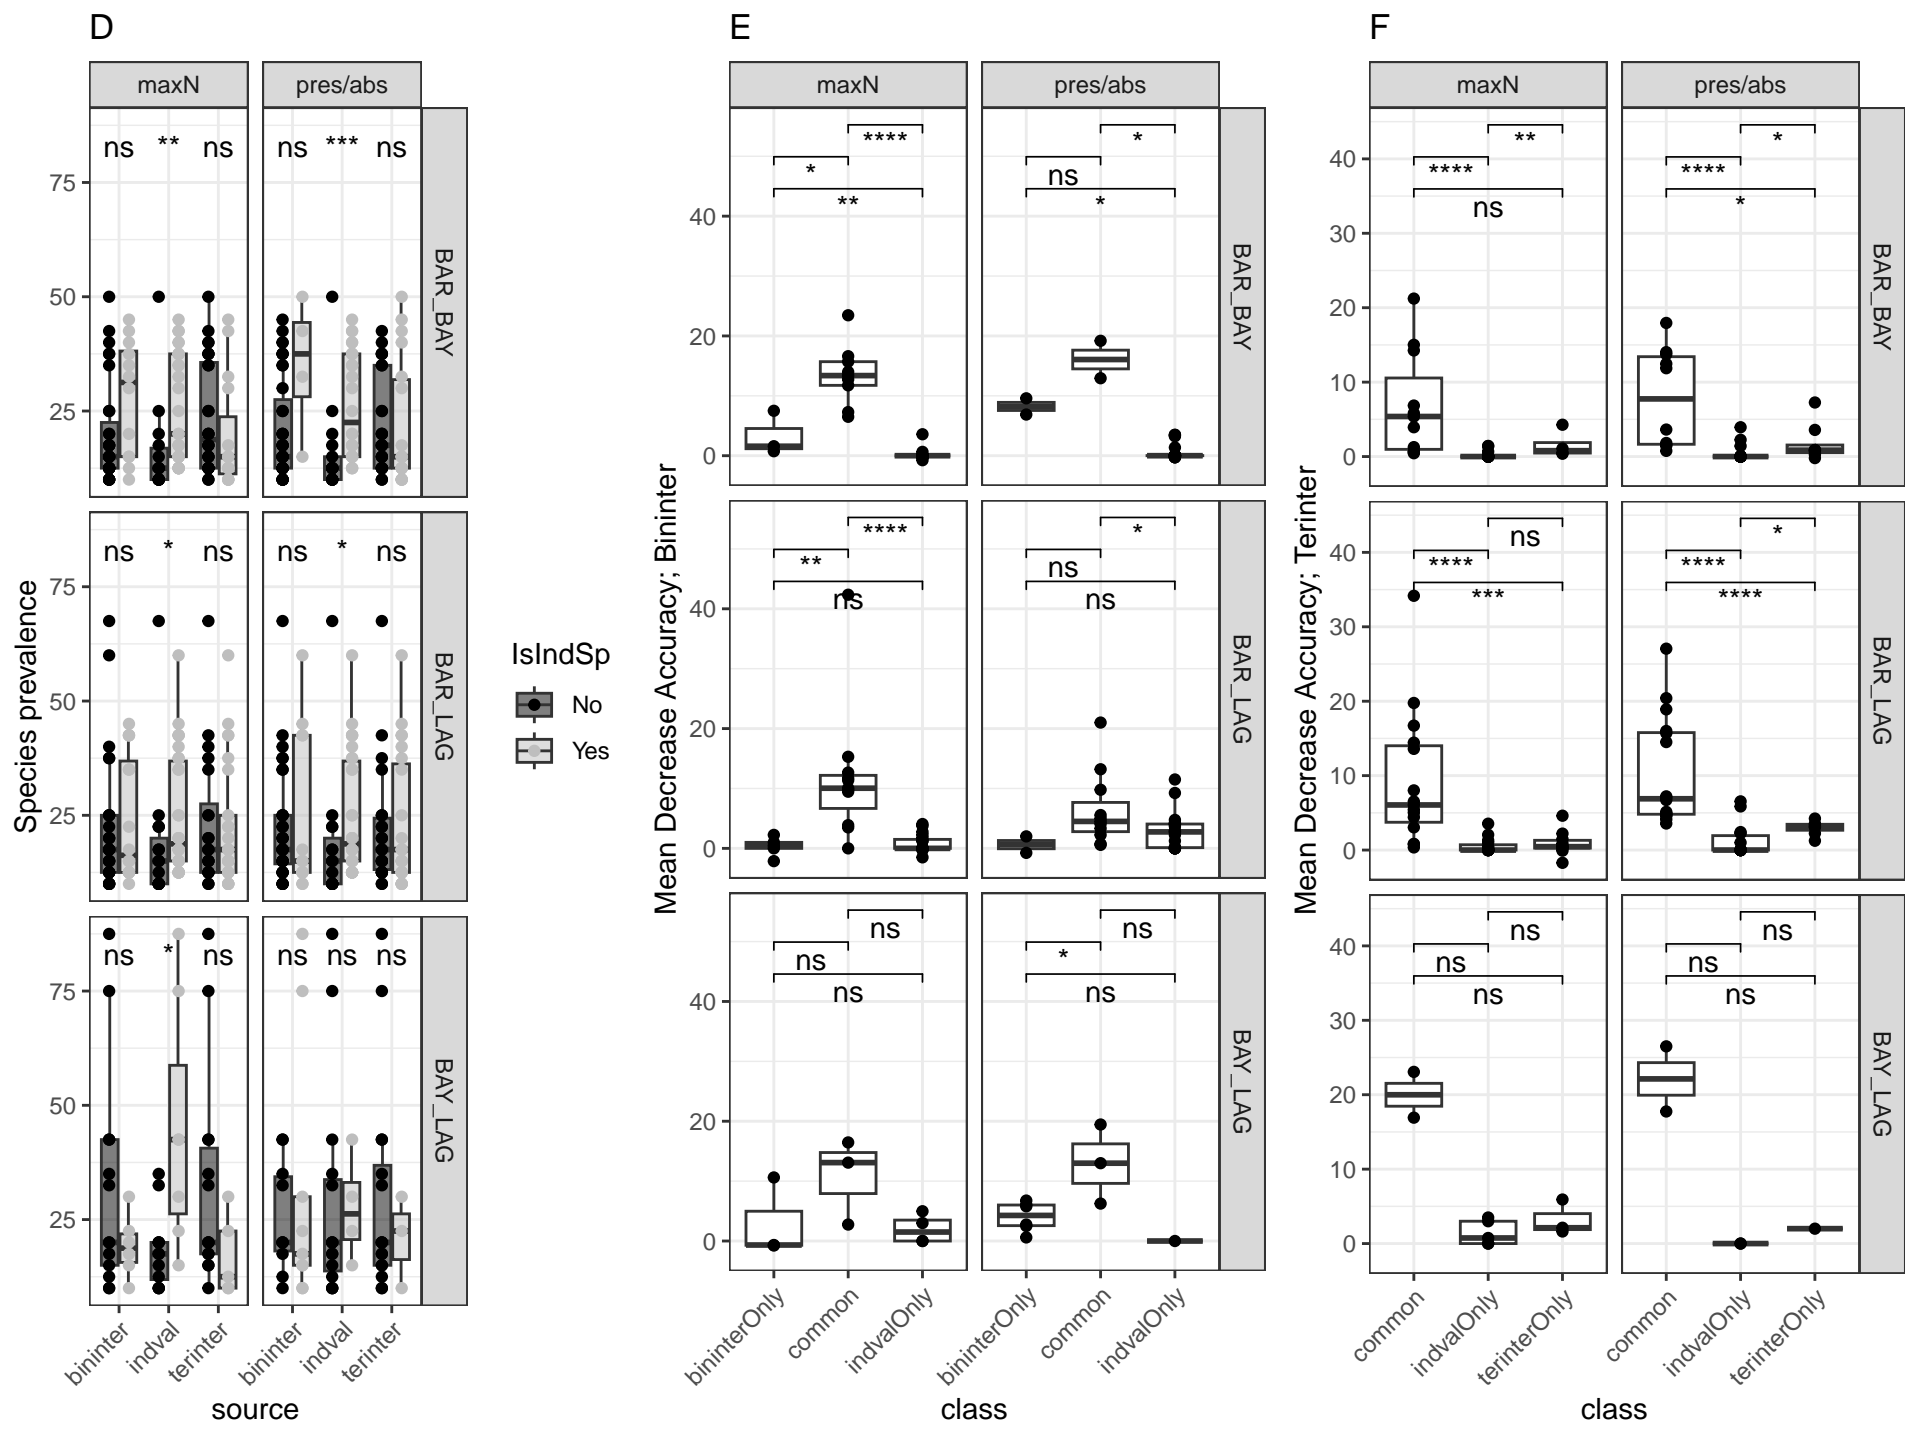 D
maxN
pres/abs
ns ** ns
ns *** ns
BAR_BAY
75
50
25
ns * ns
ns * ns
BAR_LAG
75
50
25
ns * ns
ns ns ns
BAY_LAG
75
50
25
Species prevalence
bininter
indval
terinter
bininter
indval
terinter
source
IsIndSp
No
Yes
E
maxN
pres/abs
****
*
**
*
ns
*
BAR_BAY
40
20
0
****
**
ns
*
ns
ns
BAR_LAG
40
20
0
ns
ns
ns
ns
*
ns
BAY_LAG
40
20
0
Mean Decrease Accuracy; Bininter
bininterOnly
common
indvalOnly
bininterOnly
common
indvalOnly
class
F
maxN
pres/abs
**
****
ns
*
****
*
BAR_BAY
40
30
20
10
0
ns
****
***
*
****
****
BAR_LAG
40
30
20
10
0
ns
ns
ns
ns
ns
ns
BAY_LAG
40
30
20
10
0
Mean Decrease Accuracy; Terinter
common
indvalOnly
terinterOnly
common
indvalOnly
terinterOnly
class